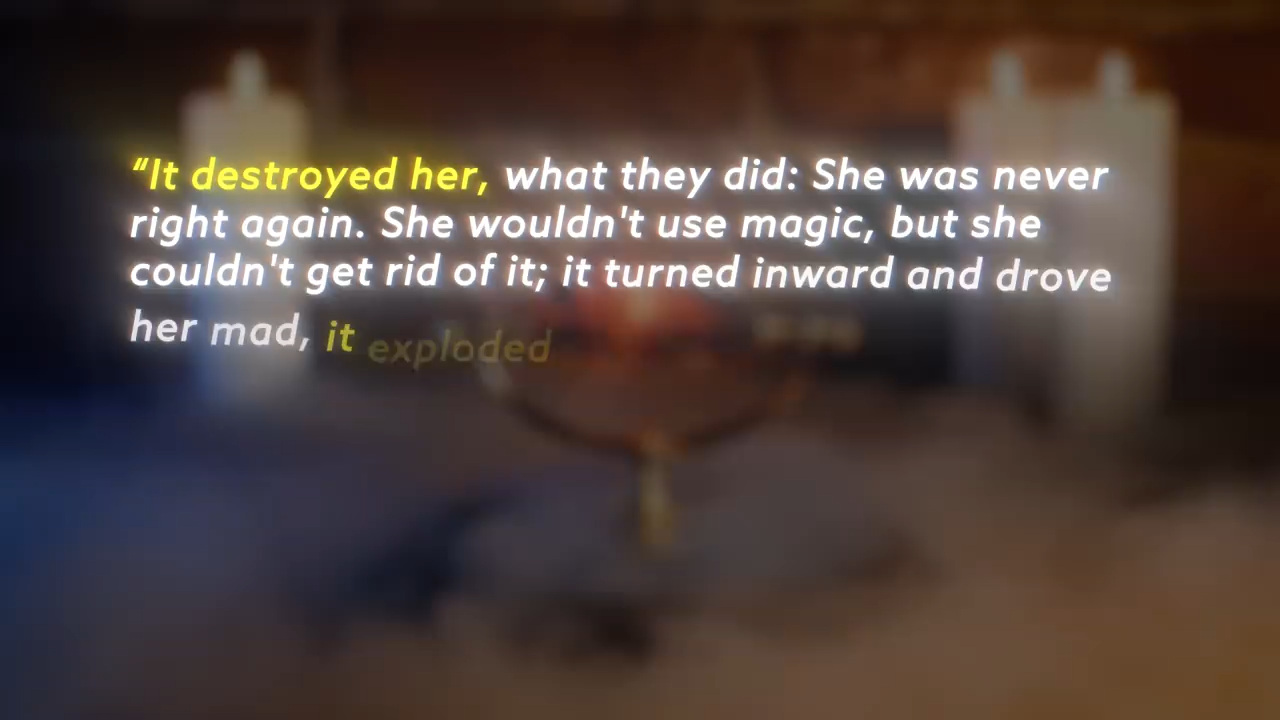 “It destroyed her, what they did: She was never
right again. She wouldn't use magic, but she
couldn't get rid of it; it turned inward and drove
her mad, it exploded